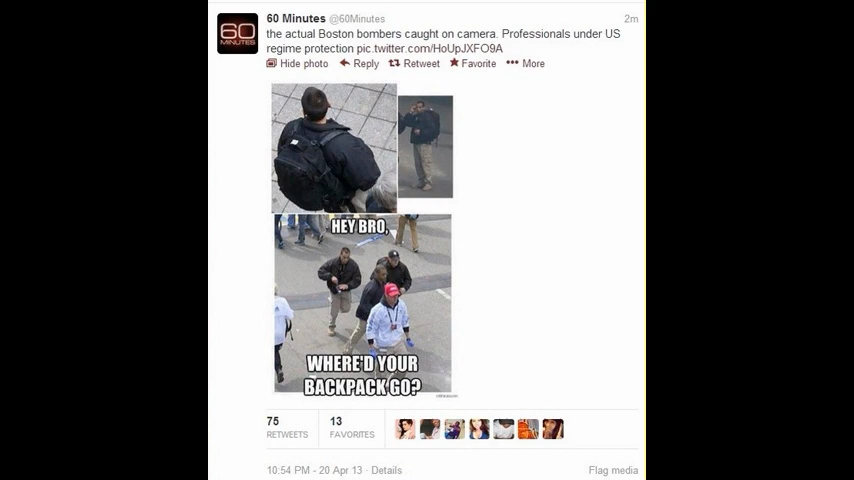 60 Minutes @60Minutes 2m
60
MINUTES
the actual Boston bombers caught on camera. Professionals under US
regime protection pic.twitter.com/HoUpJXFO9A
Hide photo Reply Retweet Favorite More
HEY BRO,
WHERE'D YOUR
BACKPACK GO?
75 13
RETWEETS FAVORITES
10:54 PM - 20 Apr 13 · Details Flag media